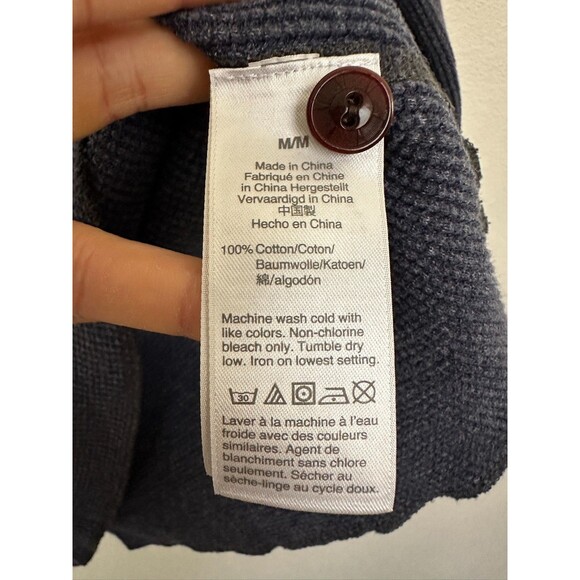 M/M
Made in China
Fabriqué en Chine
in China Hergestellt
Vervaardigd in China
中国製
Hecho en China
100% Cotton/Coton/
Baumwolle/Katoen/
綿/algodón
Machine wash cold with
like colors. Non-chlorine
bleach only. Tumble dry
low. Iron on lowest setting.
30
Laver à la machine à l'eau
froide avec des couleurs
similaires. Agent de
blanchiment sans chlore
seulement. Sécher au
sèche-linge au cycle doux.